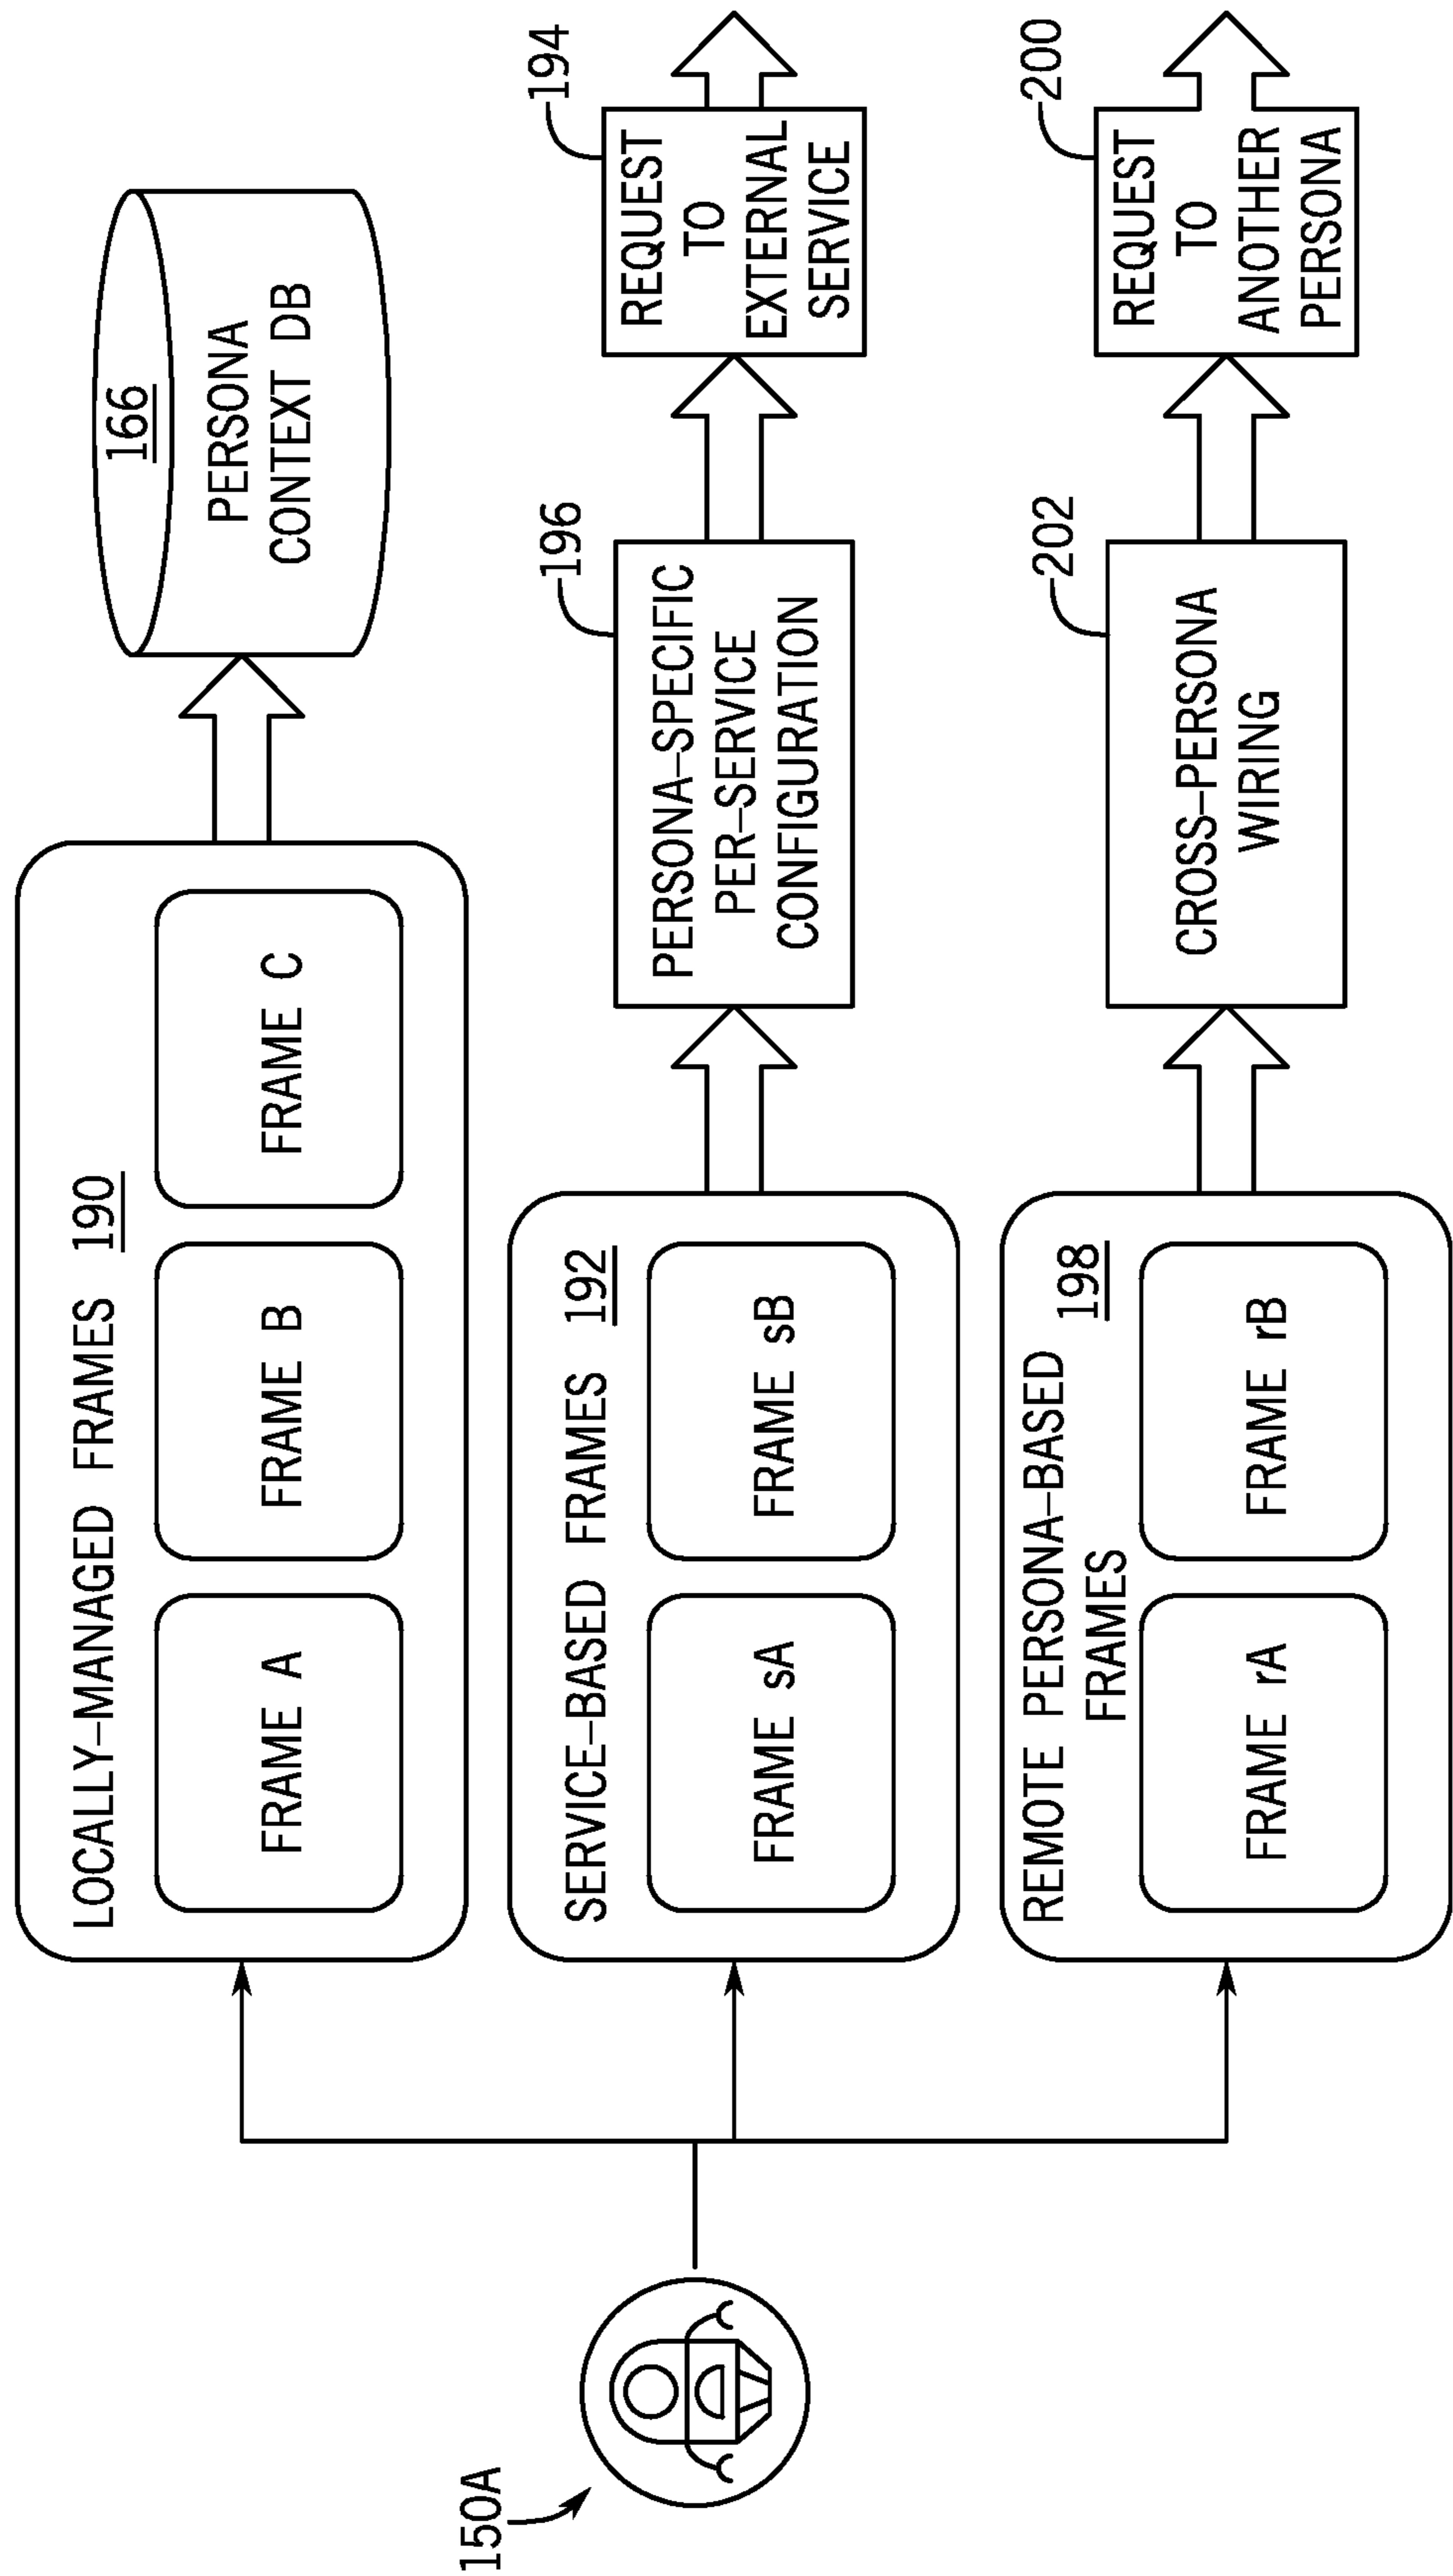 150A
LOCALLY-MANAGED FRAMES 190
FRAME A
FRAME B
FRAME C
166
PERSONA
CONTEXT DB
SERVICE-BASED FRAMES 192
FRAME sA
FRAME sB
196
PERSONA-SPECIFIC
PER-SERVICE
CONFIGURATION
194
REQUEST
TO
EXTERNAL
SERVICE
REMOTE PERSONA-BASED
FRAMES
198
FRAME rA
FRAME rB
202
CROSS-PERSONA
WIRING
200
REQUEST
TO
ANOTHER
PERSONA